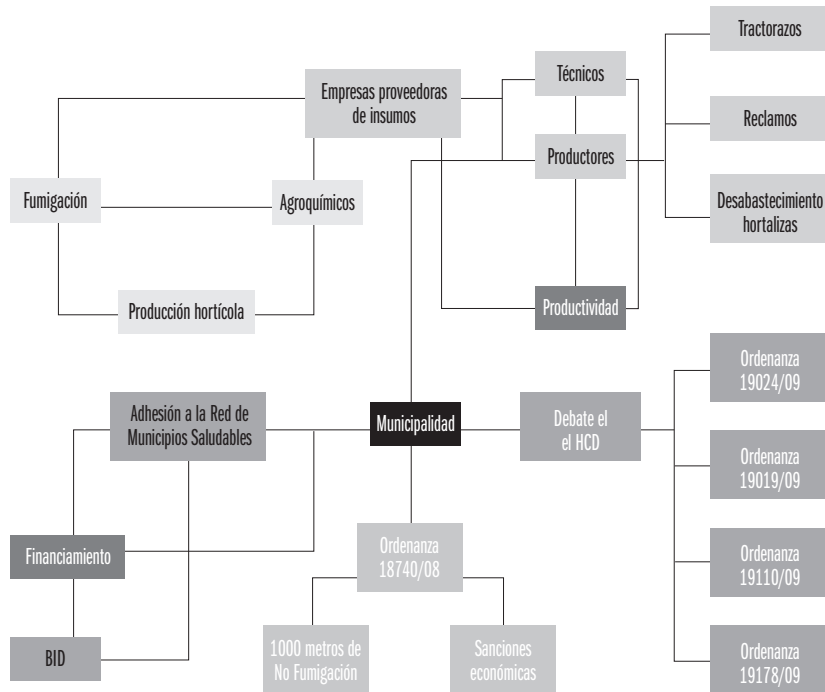 Tractorazos
Técnicos
Empresas proveedoras
de insumos
Reclamos
Productores
Fumigación
Agroquímicos
Desabastecimiento
hortalizas
Producción hortícola
Productividad
Ordenanza
19024/09
Adhesión a la Red de
Municipios Saludables
Municipalidad
Debate el
el HCD
Ordenanza
19019/09
Financiamiento
Ordenanza
18740/08
Ordenanza
19110/09
BID
1000 metros de
No Fumigación
Sanciones
económicas
Ordenanza
19178/09